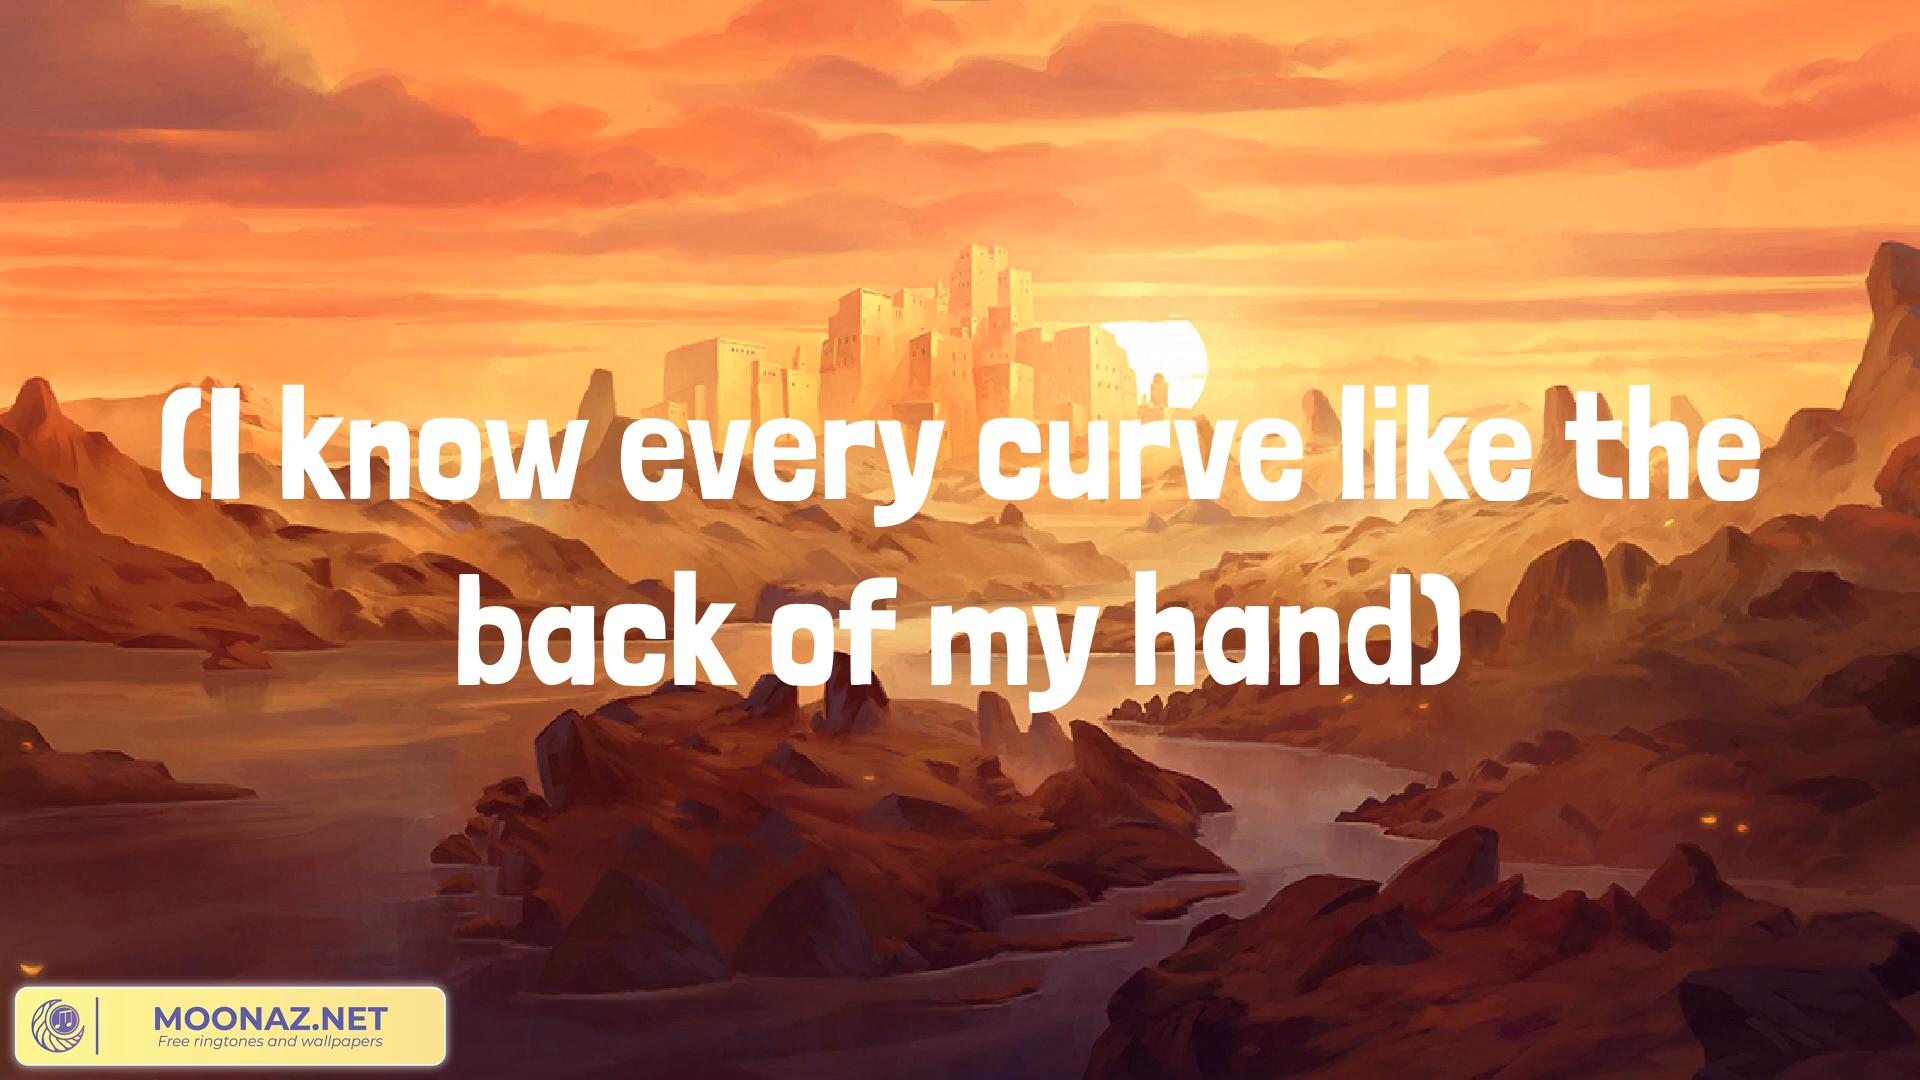 (I know every curve like the
back of my hand)
MOONAZ.NET
Free ringtones and wallpapers